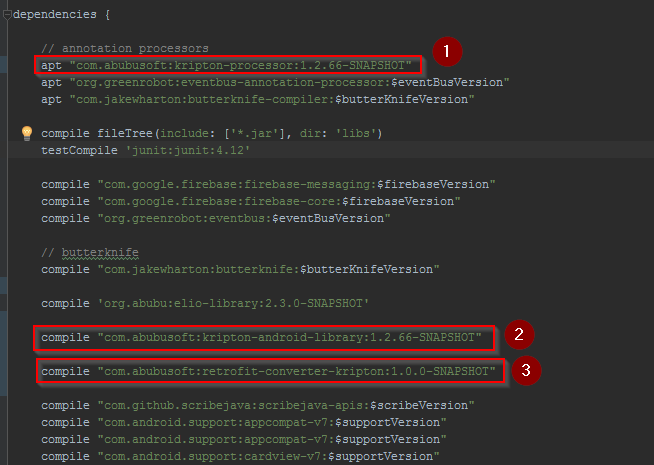 dependencies {
// annotation processors
1
apt "com.abubusoft:kripton-processor:1.2.66-SNAPSHOT"
apt "org.greenrobot:eventbus-annotation-processor:$eventBusVersion"
apt "com.jakewharton:butterknife-compiler:$butterKnifeVersion"
compile fileTree(include: ['*.jar'], dir: 'libs')
testCompile 'junit:junit:4.12'
compile "com.google.firebase:firebase-messaging:$firebaseVersion"
compile "com.google.firebase:firebase-core:$firebaseVersion"
compile "org.greenrobot:eventbus:$eventBusVersion"
// butterknife
compile "com.jakewharton:butterknife:$butterKnifeVersion"
compile 'org.abubu:elio-library:2.3.0-SNAPSHOT'
compile "com.abubusoft:kripton-android-library:1.2.66-SNAPSHOT" 2
compile "com.abubusoft:retrofit-converter-kripton:1.0.0-SNAPSHOT" 3
compile "com.github.scribejava:scribejava-apis:$scribeVersion"
compile "com.android.support:appcompat-v7:$supportVersion"
compile "com.android.support:appcompat-v7:$supportVersion"
compile "com.android.support:cardview-v7:$supportVersion"